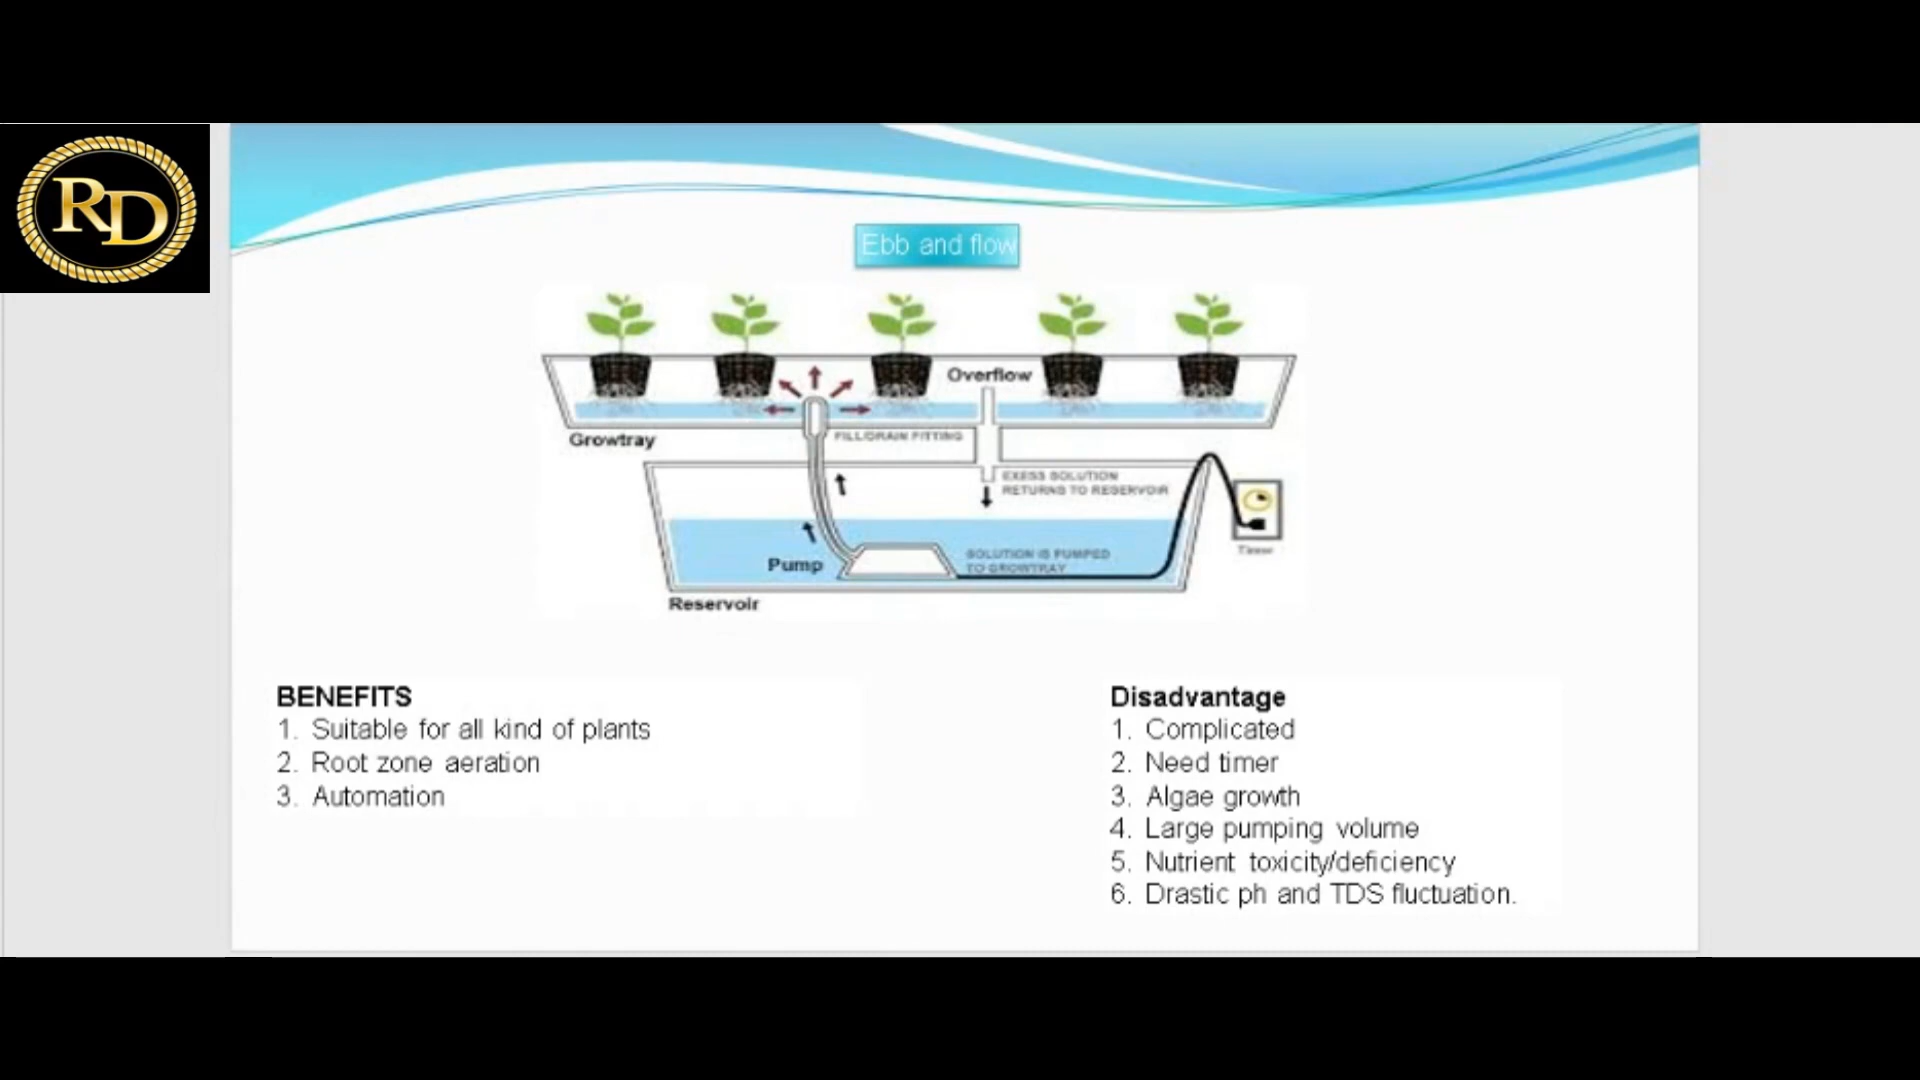 RD
Ebb and flow
Overflow
Growtray
FILL/DRAIN FITTING
EXESS SOLUTION
RETURNS TO RESERVOIR
SOLUTION IS PUMPED
TO GROWTRAY
Pump
Timer
Reservoir
BENEFITS
1. Suitable for all kind of plants
2. Root zone aeration
3. Automation
Disadvantage
1. Complicated
2. Need timer
3. Algae growth
4. Large pumping volume
5. Nutrient toxicity/deficiency
6. Drastic ph and TDS fluctuation.